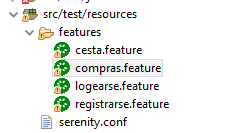 src/test/resources
features
cesta.feature
compras.feature
logearse.feature
registrarse.feature
serenity.conf